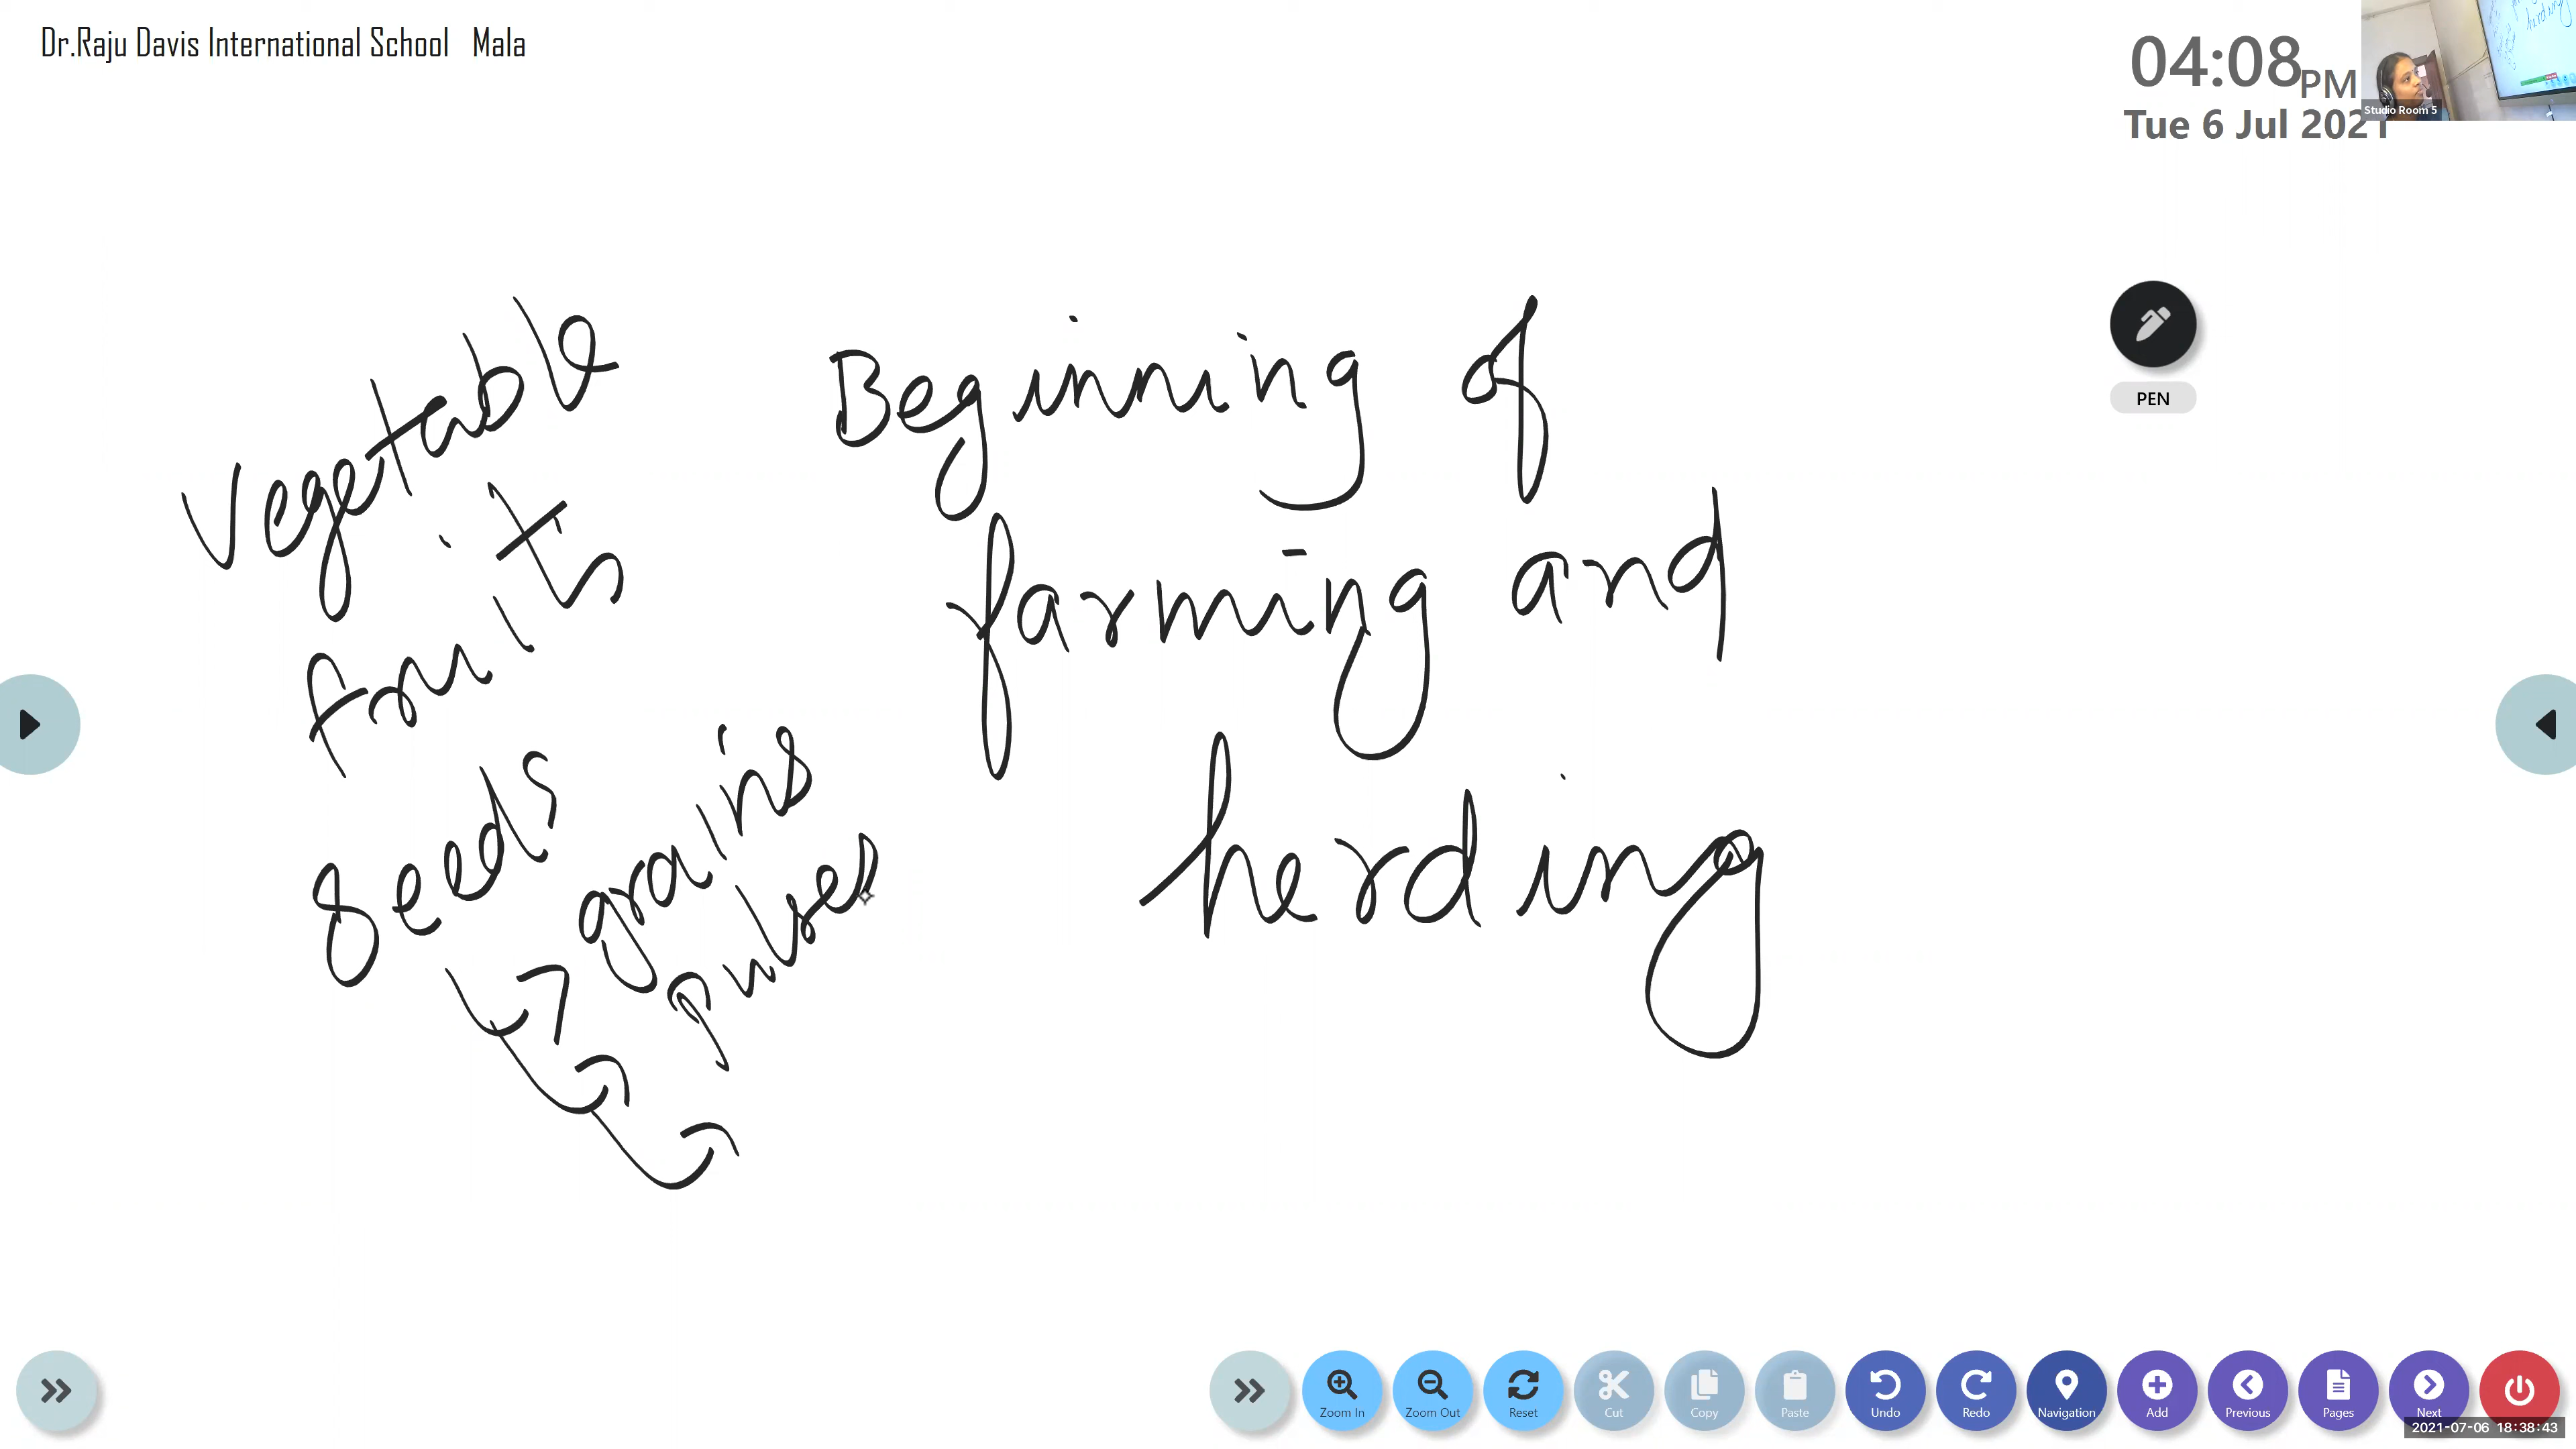 Dr.Raju Davis International School Mala
04:08 PM
Tue 6 Jul 2021
Studio Room 5
PEN
Beginning of
farming and
herding
Vegetable
fruits
Seeds
grains
pulses
Zoom In
Zoom Out
Reset
Cut
Copy
Paste
Undo
Redo
Navigation
Add
Previous
Pages
Next
2021-07-06 18:38:43